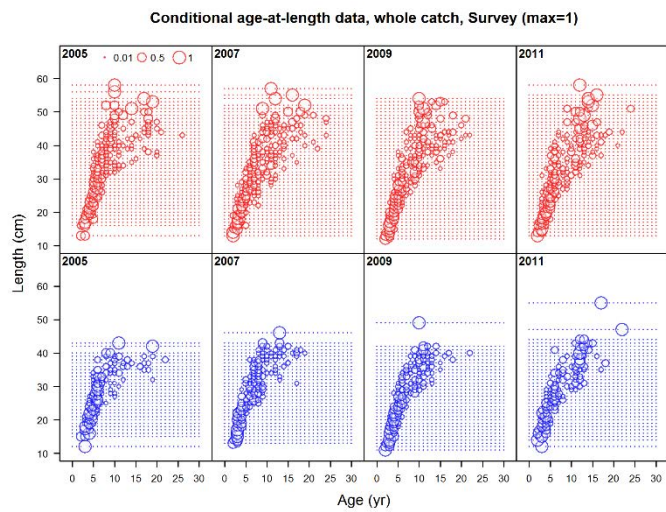 Conditional age-at-length data, whole catch, Survey (max=1)
2005 0.01 0.5 1 2007 2009 2011
60
50
40
30
20
10
2005 2007 2009 2011
60
50
40
30
20
10
Length (cm)
0 5 10 15 20 25 30 0 5 10 15 20 25 30 0 5 10 15 20 25 30 0 5 10 15 20 25 30
Age (yr)